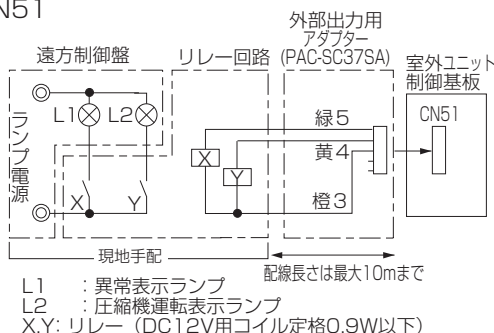 CN51
外部出力用
アダプター
(PAC-SC37SA)
遠方制御盤
リレー回路
室外ユニット
制御基板
CN51
ランプ電源
L1
L2
X
Y
X
Y
緑5
黄4
橙3
現地手配
配線長さは最大10mまで
L1 :異常表示ランプ
L2 :圧縮機運転表示ランプ
X,Y:リレー(DC12V用コイル定格0.9W以下)